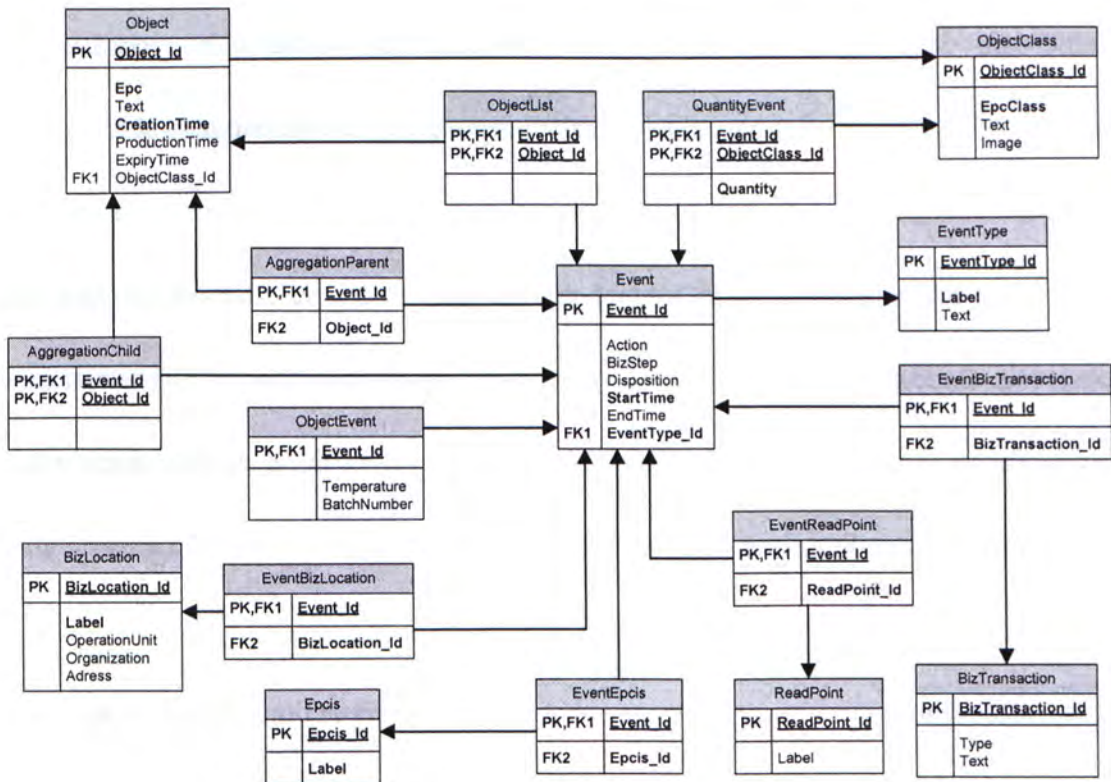 Object
PK Object_Id
Epc
Text
CreationTime
ProductionTime
ExpiryTime
FK1 ObjectClass_Id
ObjectClass
PK ObjectClass_Id
EpcClass
Text
Image
ObjectList
PK,FK1 Event_Id
PK,FK2 Object_Id
QuantityEvent
PK,FK1 Event_Id
PK,FK2 ObjectClass_Id
Quantity
EventType
PK EventType_Id
Label
Text
AggregationParent
PK,FK1 Event_Id
FK2 Object_Id
Event
PK Event_Id
Action
BizStep
Disposition
StartTime
EndTime
FK1 EventType_Id
AggregationChild
PK,FK1 Event_Id
PK,FK2 Object_Id
EventBizTransaction
PK,FK1 Event_Id
FK2 BizTransaction_Id
ObjectEvent
PK,FK1 Event_Id
Temperature
BatchNumber
EventReadPoint
PK,FK1 Event_Id
FK2 ReadPoint_Id
BizLocation
PK BizLocation_Id
Label
OperationUnit
Organization
Adress
EventBizLocation
PK,FK1 Event_Id
FK2 BizLocation_Id
Epcis
PK Epcis_Id
Label
EventEpcis
PK,FK1 Event_Id
FK2 Epcis_Id
ReadPoint
PK ReadPoint_Id
Label
BizTransaction
PK BizTransaction_Id
Type
Text